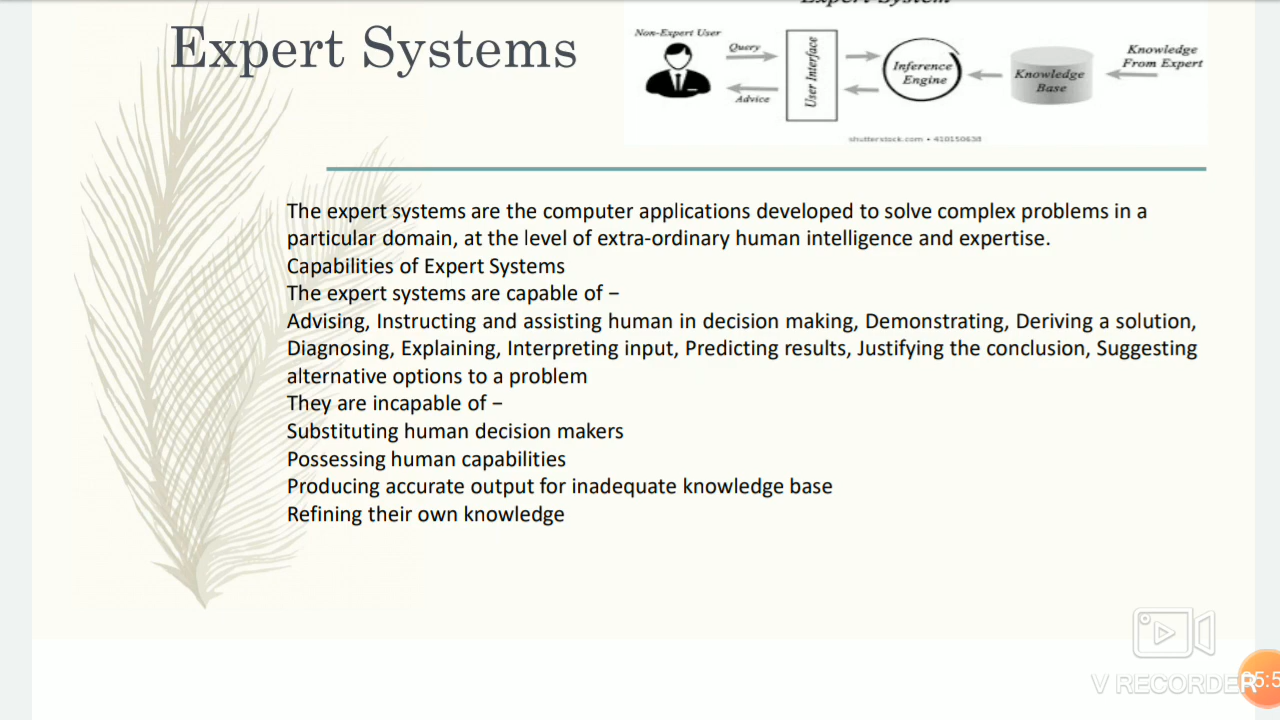 Expert System
Expert Systems
Non-Expert User
Query
Advice
User Interface
Inference
Engine
Knowledge
Base
Knowledge
From Expert
shutterstock.com • 410150638
The expert systems are the computer applications developed to solve complex problems in a
particular domain, at the level of extra-ordinary human intelligence and expertise.
Capabilities of Expert Systems
The expert systems are capable of −
Advising, Instructing and assisting human in decision making, Demonstrating, Deriving a solution,
Diagnosing, Explaining, Interpreting input, Predicting results, Justifying the conclusion, Suggesting
alternative options to a problem
They are incapable of −
Substituting human decision makers
Possessing human capabilities
Producing accurate output for inadequate knowledge base
Refining their own knowledge
V RECORDER